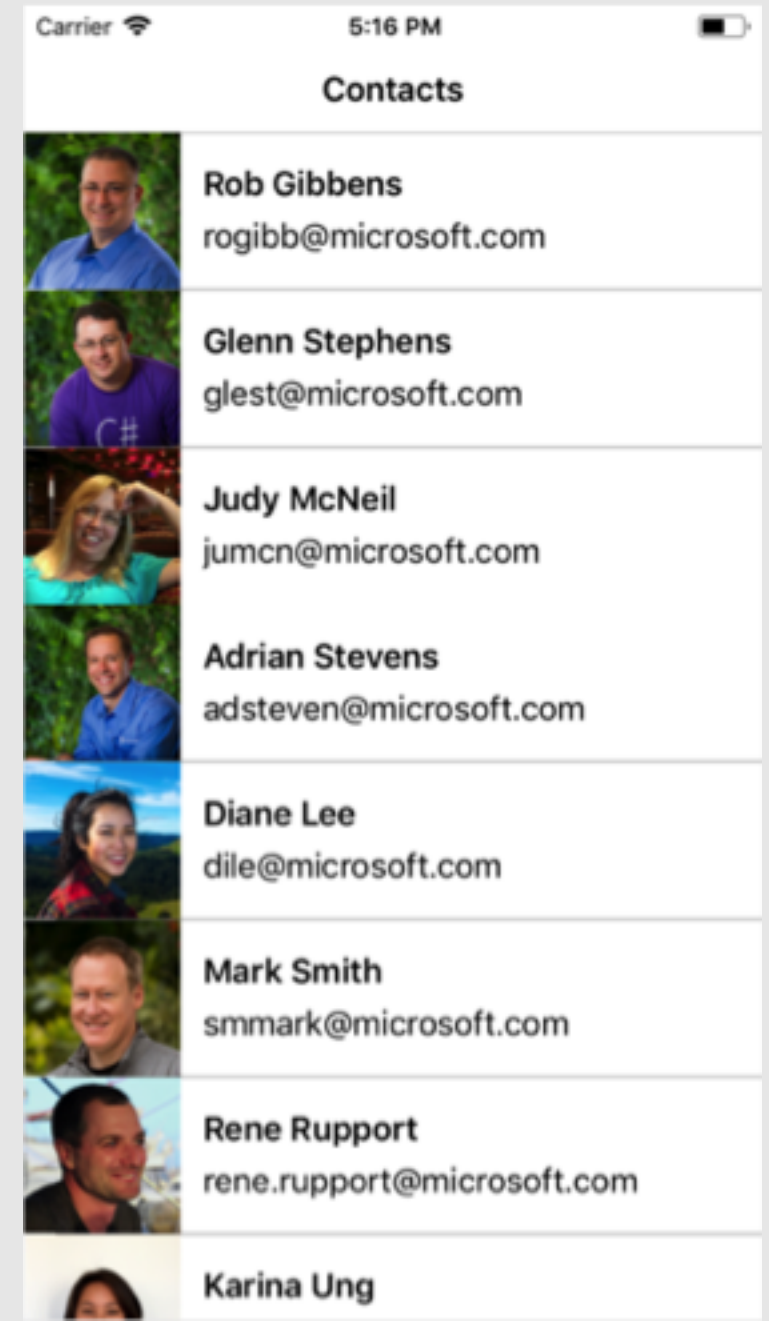 Carrier 5:16 PM
Contacts
Rob Gibbens
rogibb@microsoft.com
Glenn Stephens
glest@microsoft.com
C#
Judy McNeil
jumcn@microsoft.com
Adrian Stevens
adsteven@microsoft.com
Diane Lee
dile@microsoft.com
Mark Smith
smmark@microsoft.com
Rene Rupport
rene.rupport@microsoft.com
Karina Ung